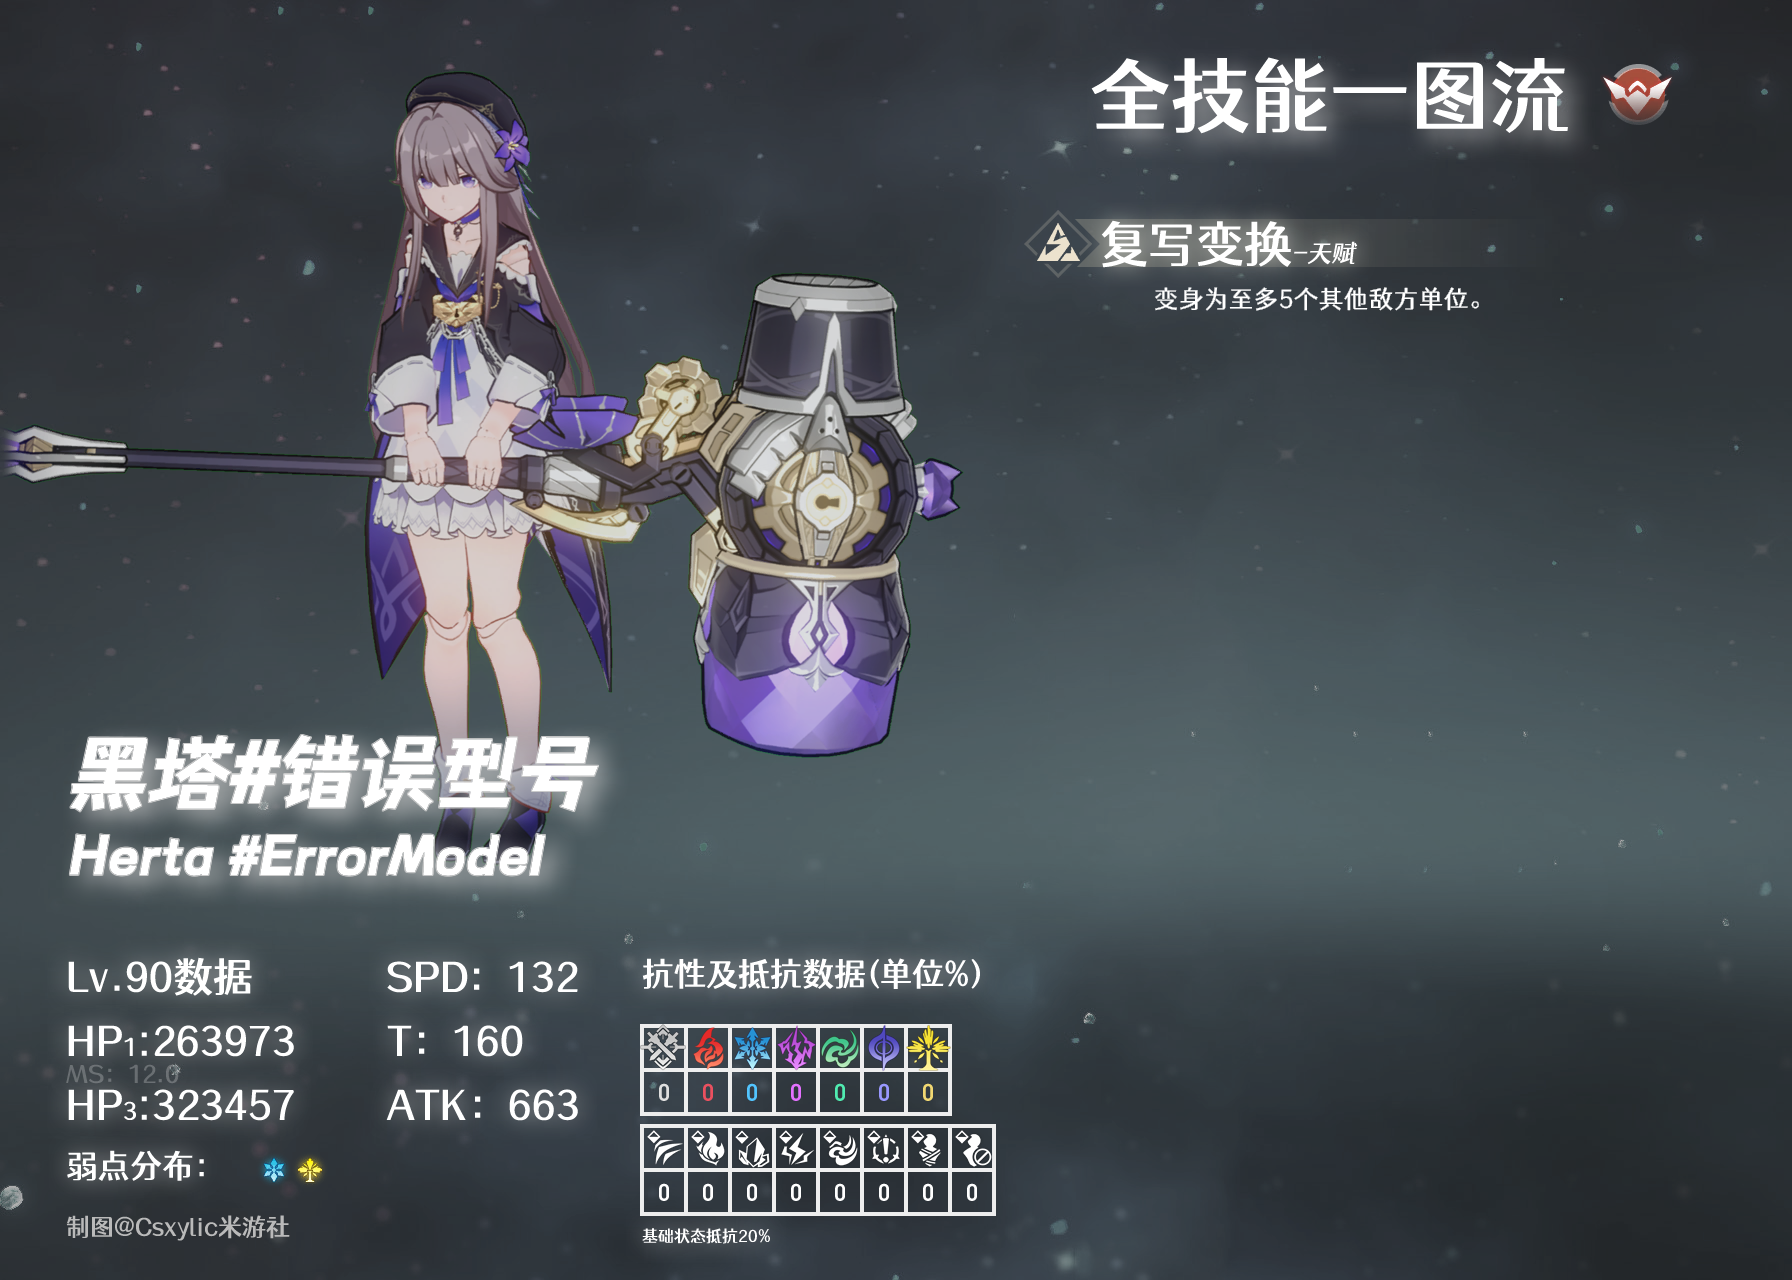 全技能一图流
复写变换-天赋
变身为至多5个其他敌方单位。
黑塔#错误型号
Herta #ErrorModel
Lv.90数据 SPD: 132
HP1:263973 T: 160
MS: 12.0
HP3:323457 ATK: 663
弱点分布:
制图@Csxylic米游社
抗性及抵抗数据(单位%)
0 0 0 0 0 0 0
0 0 0 0 0 0 0 0
基础状态抵抗20%